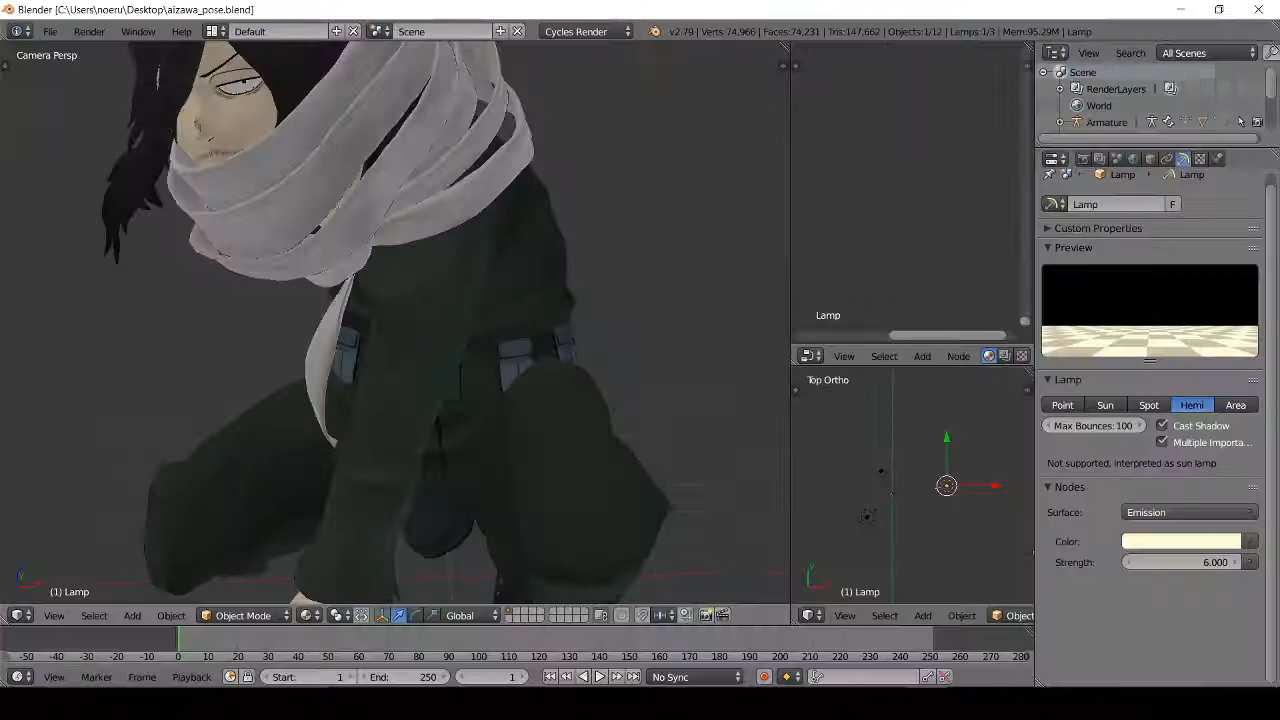 Blender [C:\Users\noeru\Desktop\aizawa_pose.blend]
File Render Window Help Default Scene Cycles Render v2.79 | Verts:74,966 | Faces:74,231 | Tris:147,662 | Objects:1/12 | Lamps:1/3 | Mem:95.29M | Lamp
Camera Persp
View Search All Scenes
Scene
RenderLayers
World
Armature
Lamp Lamp
Lamp F
Custom Properties
Preview
Lamp
View Select Add Node
Lamp
Point Sun Spot Hemi Area
Max Bounces:100 Cast Shadow
Multiple Importa...
Not supported, interpreted as sun lamp
Nodes
Surface: Emission
Color:
Strength: 6.000
Top Ortho
(1) Lamp
(1) Lamp
View Select Add Object Object Mode Global
View Select Add Object Object
-50 -40 -30 -20 -10 0 10 20 30 40 50 60 70 80 90 100 110 120 130 140 150 160 170 180 190 200 210 220 230 240 250 260 270 280
View Marker Frame Playback Start: 1 End: 250 1 No Sync